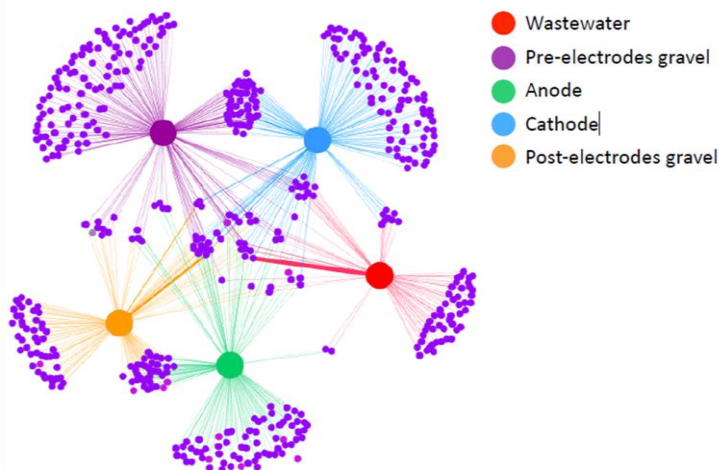 Wastewater
Pre-electrodes gravel
Anode
Cathode
Post-electrodes gravel